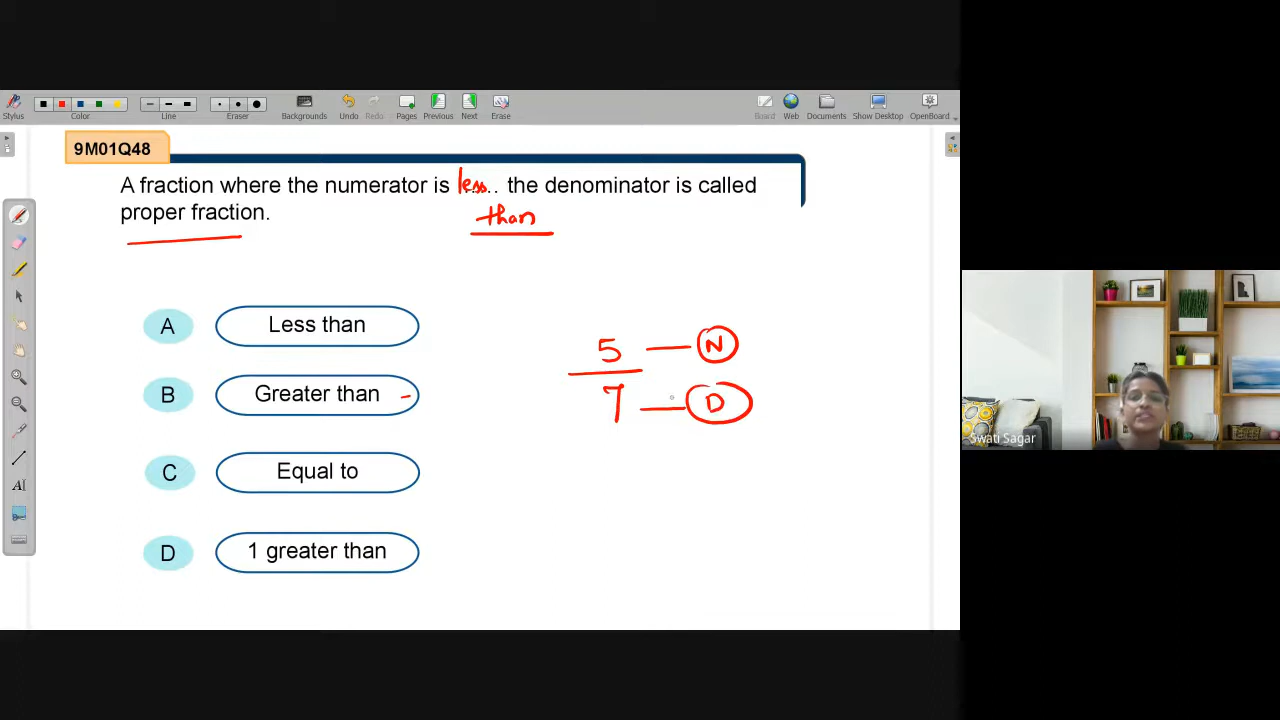 Stylus
Color
Line
Eraser
Backgrounds
Undo
Redo
Pages
Previous
Next
Erase
Board
Web
Documents
Show Desktop
OpenBoard
9M01Q48
A fraction where the numerator is less.. the denominator is called
proper fraction.
than
A Less than
B Greater than -
C Equal to
D 1 greater than
5 — N
7 — D
AI
Swati Sagar